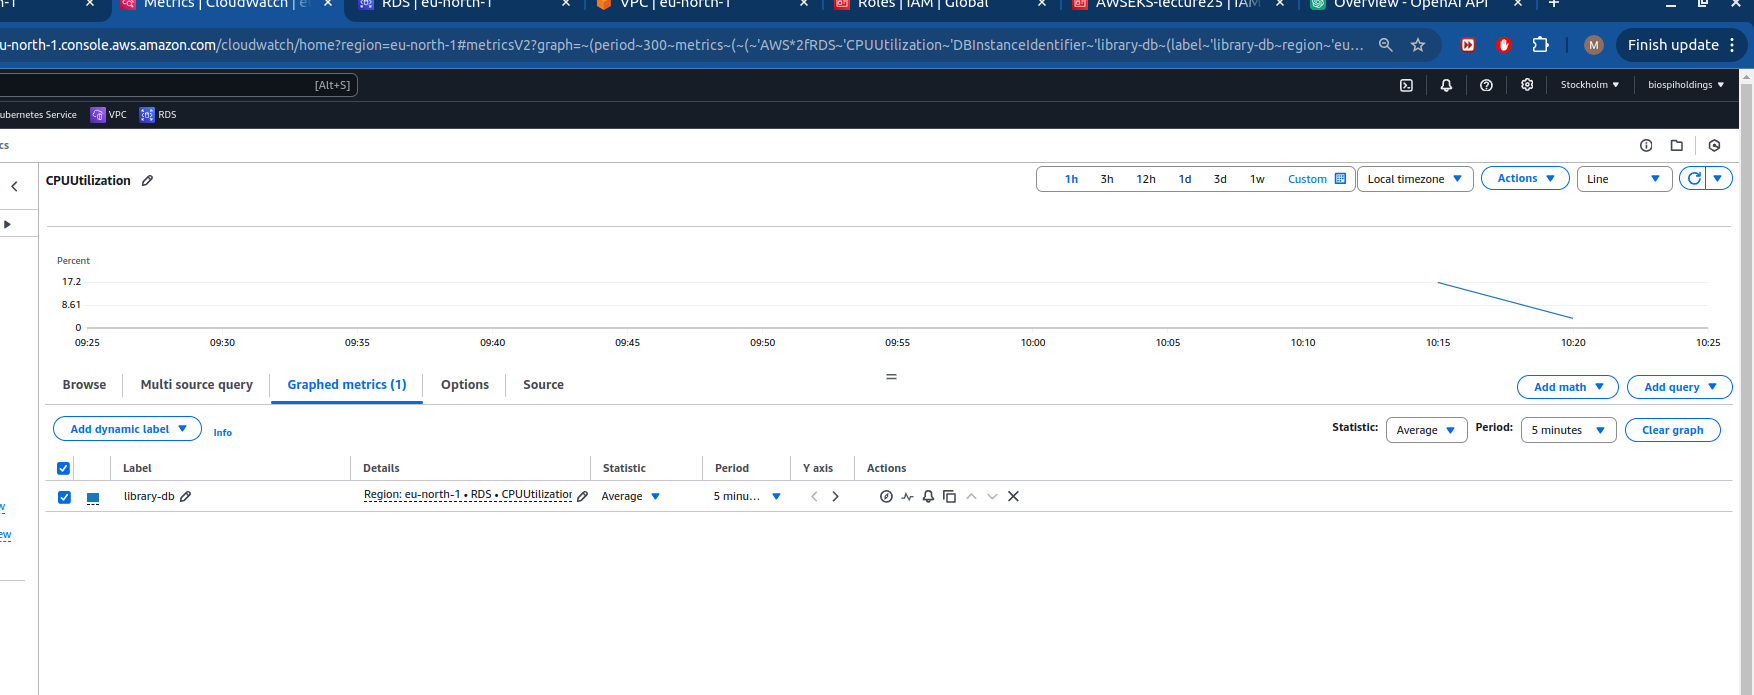 n-1
Metrics | CloudWatch | e
RDS | eu-north-1
VPC | eu-north-1
Roles | IAM | Global
AWSEKS-lecture25 | IAM
Overview - OpenAI API
u-north-1.console.aws.amazon.com/cloudwatch/home?region=eu-north-1#metricsV2?graph=~(period~300~metrics~(~(~'AWS*2fRDS~'CPUUtilization~'DBInstanceIdentifier~'library-db~(label~'library-db~region~'eu...
M
Finish update
[Alt+S]
Stockholm
biospiholdings
ubernetes Service
VPC
RDS
cs
CPUUtilization
1h 3h 12h 1d 3d 1w Custom
Local timezone
Actions
Line
Percent
17.2
8.61
0
09:25 09:30 09:35 09:40 09:45 09:50 09:55 10:00 10:05 10:10 10:15 10:20 10:25
Browse
Multi source query
Graphed metrics (1)
Options
Source
Add math
Add query
Add dynamic label
Info
Statistic:
Average
Period:
5 minutes
Clear graph
Label Details Statistic Period Y axis Actions
library-db Region: eu-north-1 • RDS • CPUUtilization Average 5 minu...
w
ew